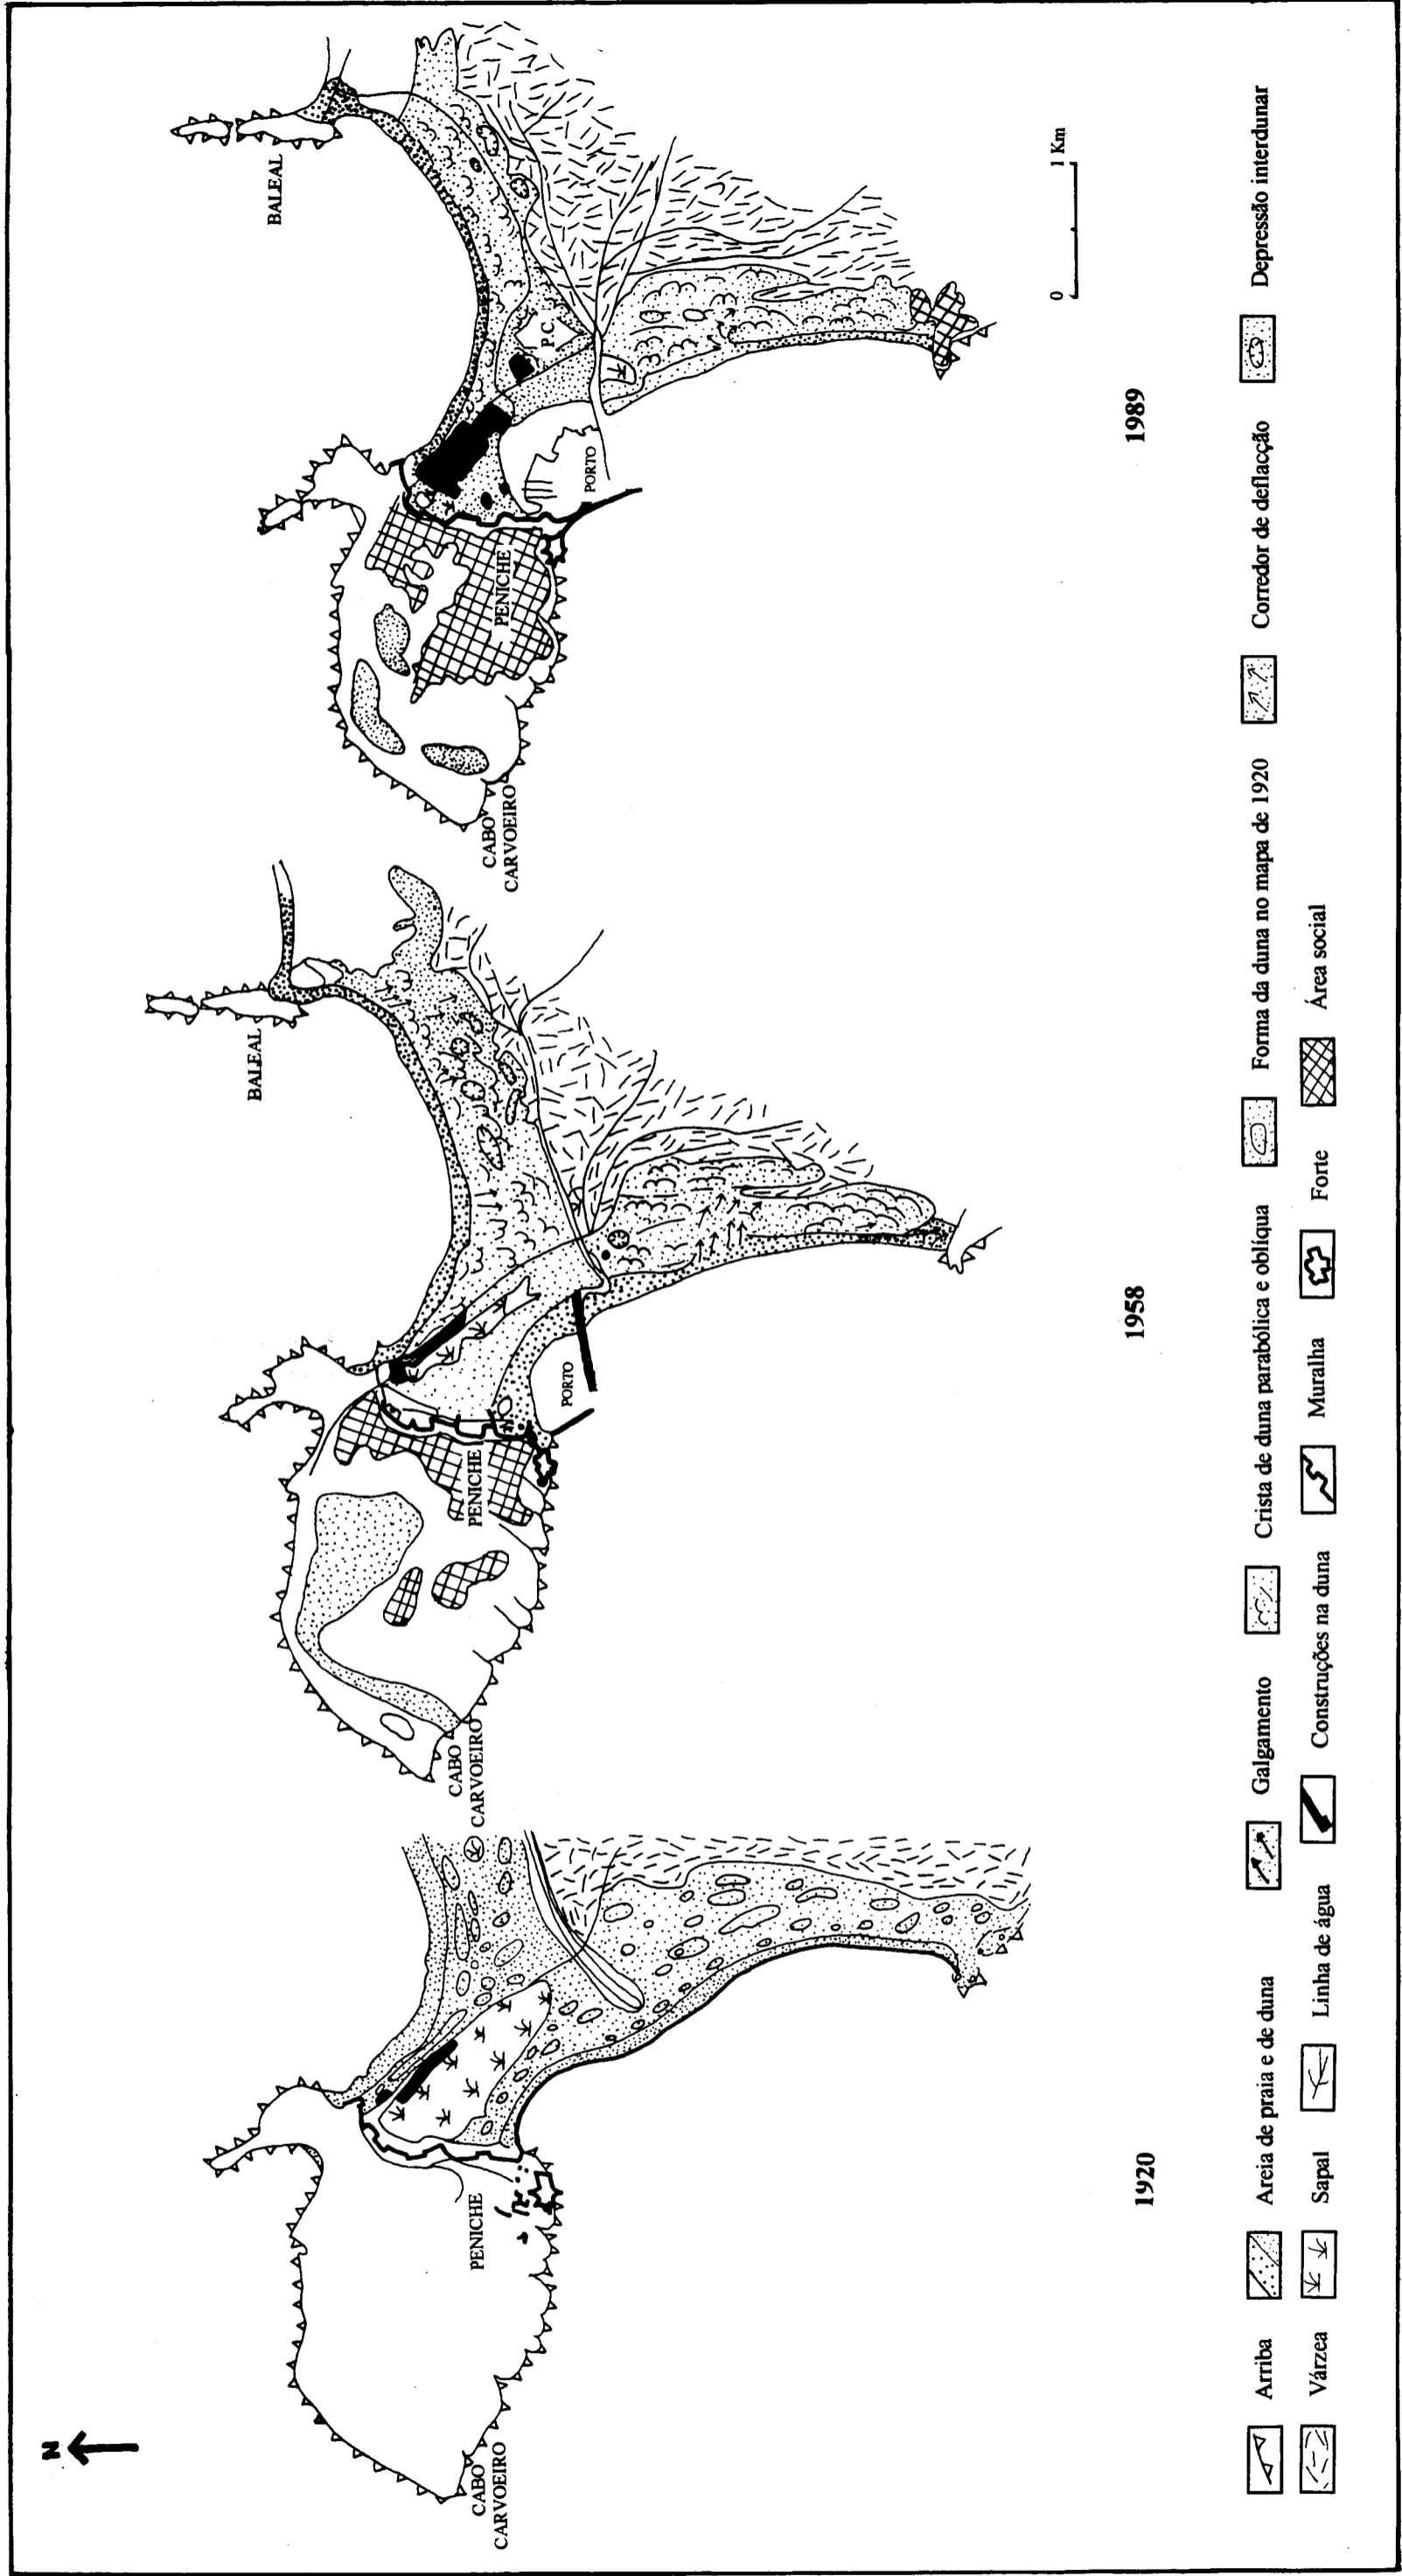 N
CABO
CARVOEIRO
PENICHE
1920
CABO
CARVOEIRO
PENICHE
PORTO
BALEAL
1958
CABO
CARVOEIRO
PENICHE
PORTO
P.C.
BALEAL
1989
0 1 Km
Arriba
Areia de praia e de duna
Galgamento
Crista de duna parabólica e oblíqua
Forma da duna no mapa de 1920
Corredor de deflacção
Depressão interdunar
Várzea
Sapal
Linha de água
Construções na duna
Muralha
Forte
Área social